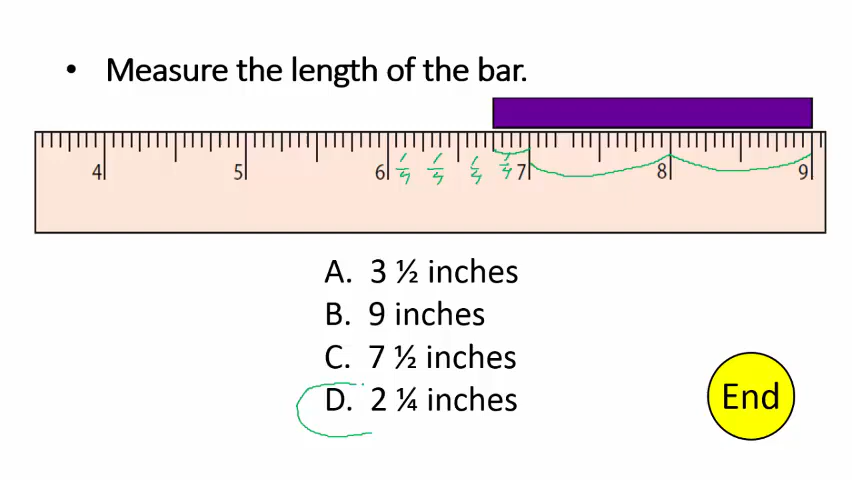 • Measure the length of the bar.
4 5 6 7 8 9
1/4 1/4 1/4 1/4
A. 3 ½ inches
B. 9 inches
C. 7 ½ inches
D. 2 ¼ inches
End